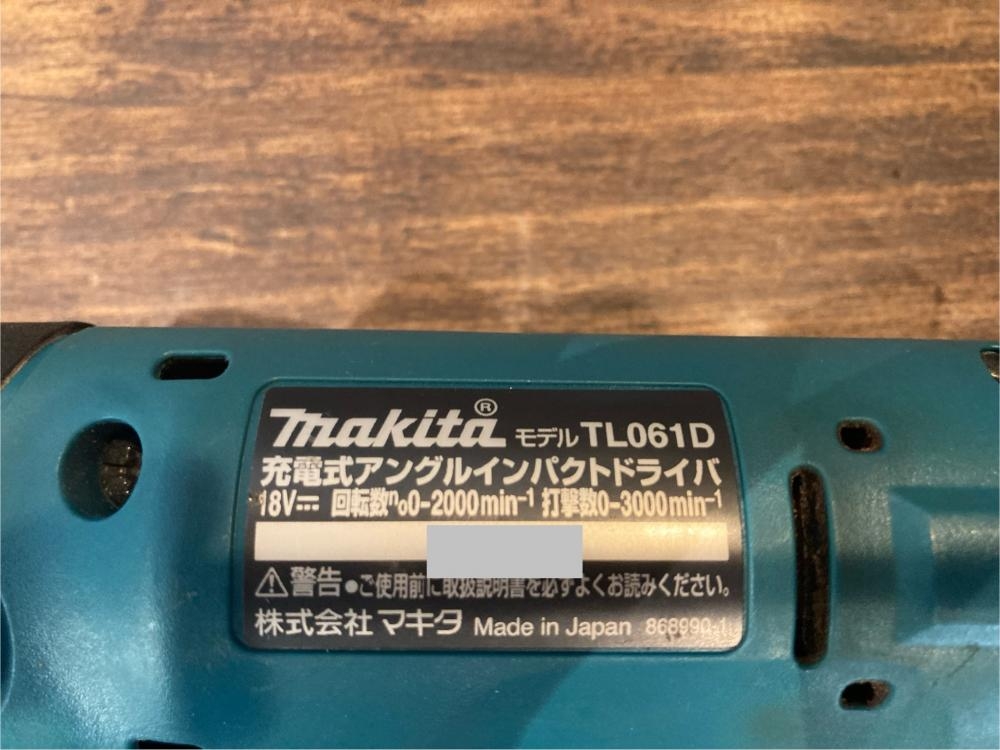 makita® モデル TL061D
充電式アングルインパクトドライバ
18V⎓ 回転数n₀0-2000min⁻¹ 打撃数0-3000min⁻¹
⚠警告●ご使用前に取扱説明書を必ずよくお読みください。
株式会社 マキタ Made in Japan 868990-1